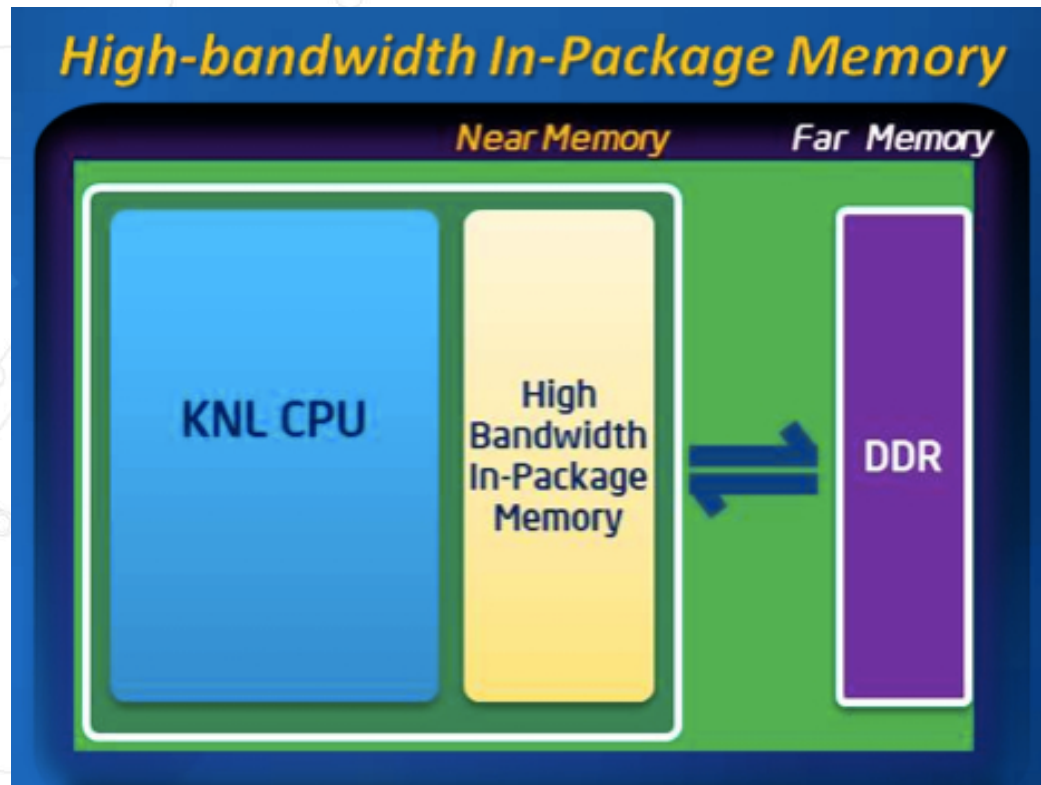 High-bandwidth In-Package Memory
Near Memory
Far Memory
KNL CPU
High
Bandwidth
In-Package
Memory
DDR